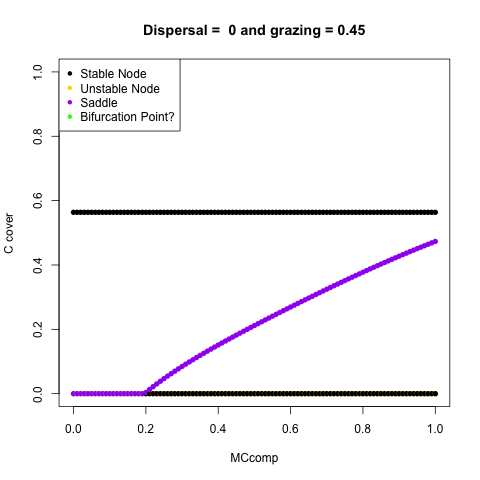 Dispersal =  0 and grazing = 0.45
Stable Node
Unstable Node
Saddle
Bifurcation Point?
C cover
1.0
0.8
0.6
0.4
0.2
0.0
0.0 0.2 0.4 0.6 0.8 1.0
MCcomp